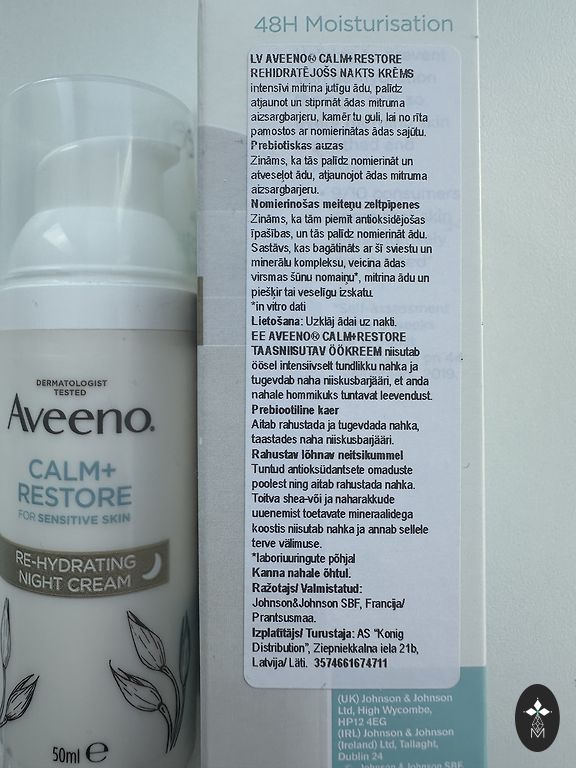 48H Moisturisation
LV AVEENO® CALM+RESTORE
REHIDRATĒJOŠS NAKTS KRĒMS
intensīvi mitrina jutīgu ādu, palīdz
atjaunot un stiprināt ādas mitruma
aizsargbarjeru, kamēr tu guli, lai no rīta
pamostos ar nomierinātas ādas sajūtu.
Prebiotiskas auzas
Zināms, ka tās palīdz nomierināt un
atveseļot ādu, atjaunojot ādas mitruma
aizsargbarjeru.
Nomierinošas meiteņu zeltpīpenes
Zināms, ka tām piemīt antioksidējošas
īpašības, un tās palīdz nomierināt ādu.
Sastāvs, kas bagātināts ar šī sviestu un
minerālu kompleksu, veicina ādas
virsmas šūnu nomaiņu*, mitrina ādu un
piešķir tai veselīgu izskatu.
*in vitro dati
Lietošana: Uzklāj ādai uz nakti.
EE AVEENO® CALM+RESTORE
TAASNIISUTAV ÖÖKREEM niisutab
öösel intensiivselt tundlikku nahka ja
tugevdab naha niiskusbarjääri, et anda
nahale hommikuks tuntavat leevendust.
Prebiootiline kaer
Aitab rahustada ja tugevdada nahka,
taastades naha niiskusbarjääri.
Rahustav lõhnav neitsikummel
Tuntud antioksüdantsete omaduste
poolest ning aitab rahustada nahka.
Toitva shea-või ja naharakkude
uuenemist toetavate mineraalidega
koostis niisutab nahka ja annab sellele
terve välimuse.
*laboriuuringute põhjal
Kanna nahale õhtul.
Ražotajs/ Valmistatud:
Johnson&Johnson SBF, Francija/
Prantsusmaa.
Izplatītājs/ Turustaja: AS "Konig
Distribution", Ziepniekkalna iela 21b,
Latvija/ Läti. 3574661674711
(UK) Johnson & Johnson
Ltd, High Wycombe,
HP12 4EG
(IRL) Johnson & Johnson
(Ireland) Ltd, Tallaght,
Dublin 24
Johnson & Johnson SBF,
DERMATOLOGIST
TESTED
Aveeno.
CALM+
RESTORE
FOR SENSITIVE SKIN
RE-HYDRATING
NIGHT CREAM
50ml e
M